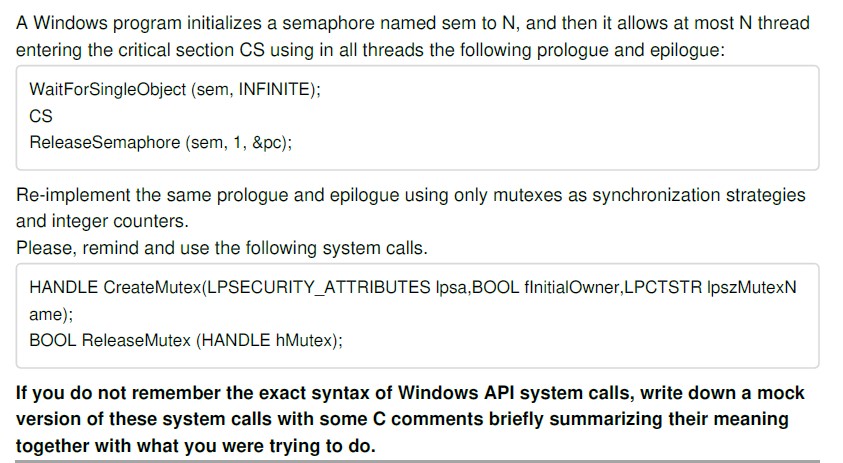 A Windows program initializes a semaphore named sem to N, and then it allows at most N thread
entering the critical section CS using in all threads the following prologue and epilogue:
WaitForSingleObject (sem, INFINITE);
CS
ReleaseSemaphore (sem, 1, &pc);
Re-implement the same prologue and epilogue using only mutexes as synchronization strategies
and integer counters.
Please, remind and use the following system calls.
HANDLE CreateMutex(LPSECURITY_ATTRIBUTES lpsa,BOOL fInitialOwner,LPCTSTR lpszMutexN
ame);
BOOL ReleaseMutex (HANDLE hMutex);
If you do not remember the exact syntax of Windows API system calls, write down a mock
version of these system calls with some C comments briefly summarizing their meaning
together with what you were trying to do.